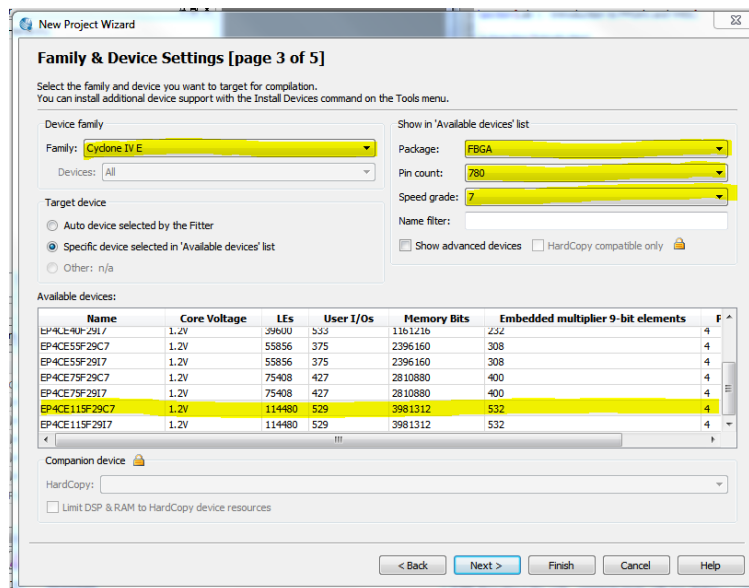 New Project Wizard
Family & Device Settings [page 3 of 5]
Select the family and device you want to target for compilation.
You can install additional device support with the Install Devices command on the Tools menu.
Device family
Family: Cyclone IV E
Devices: All
Target device
Auto device selected by the Fitter
Specific device selected in 'Available devices' list
Other: n/a
Show in 'Available devices' list
Package: FBGA
Pin count: 780
Speed grade: 7
Name filter:
Show advanced devices HardCopy compatible only
Available devices:
Name Core Voltage LEs User I/Os Memory Bits Embedded multiplier 9-bit elements
EP4CE40F29I7 1.2V 39600 533 1161216 232 4
EP4CE55F29C7 1.2V 55856 375 2396160 308 4
EP4CE55F29I7 1.2V 55856 375 2396160 308 4
EP4CE75F29C7 1.2V 75408 427 2810880 400 4
EP4CE75F29I7 1.2V 75408 427 2810880 400 4
EP4CE115F29C7 1.2V 114480 529 3981312 532 4
EP4CE115F29I7 1.2V 114480 529 3981312 532 4
Companion device
HardCopy:
Limit DSP & RAM to HardCopy device resources
< Back Next > Finish Cancel Help